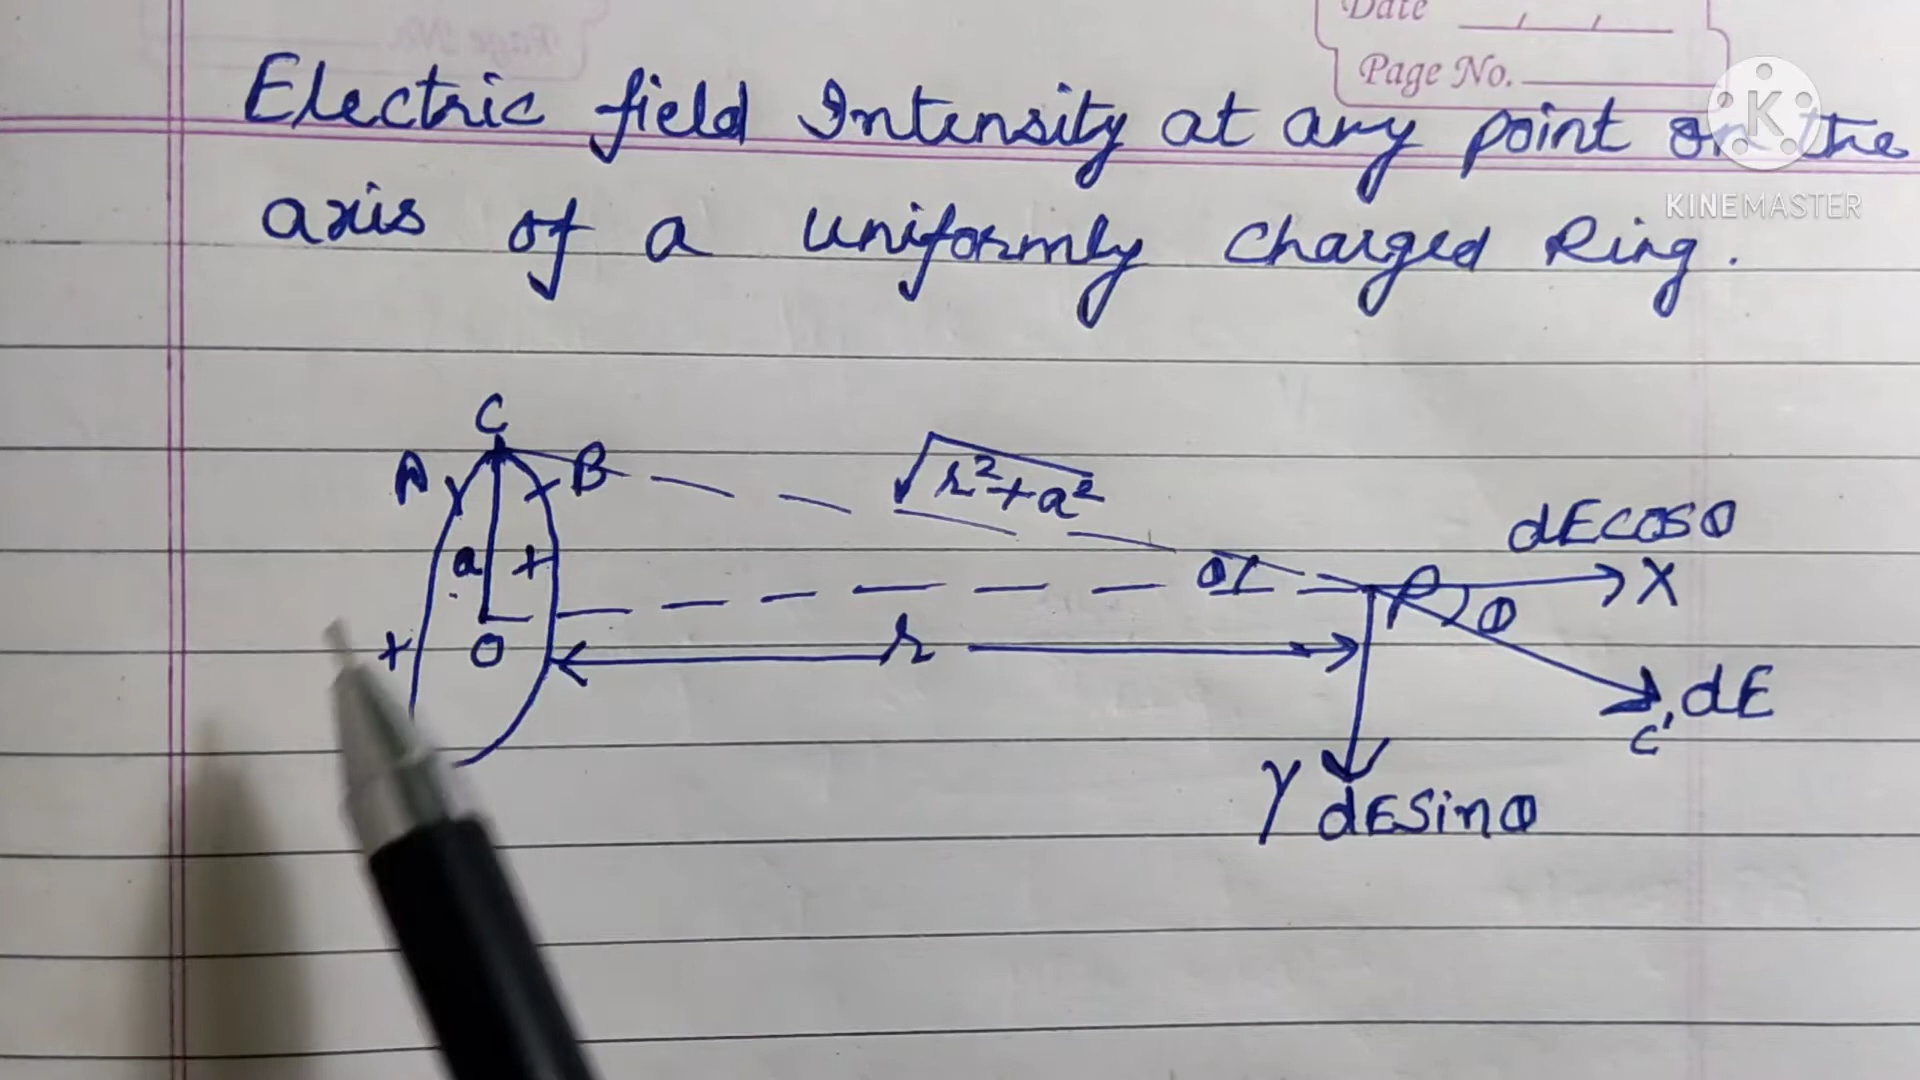 Date
Page No.
Electric field Intensity at any point on the
KINEMASTER
axis of a uniformly charged Ring.
C
A
B
√r²+a²
dEcosθ
a
+
θ
P
X
θ
+
O
r
dE
C'
Y
dEsinθ